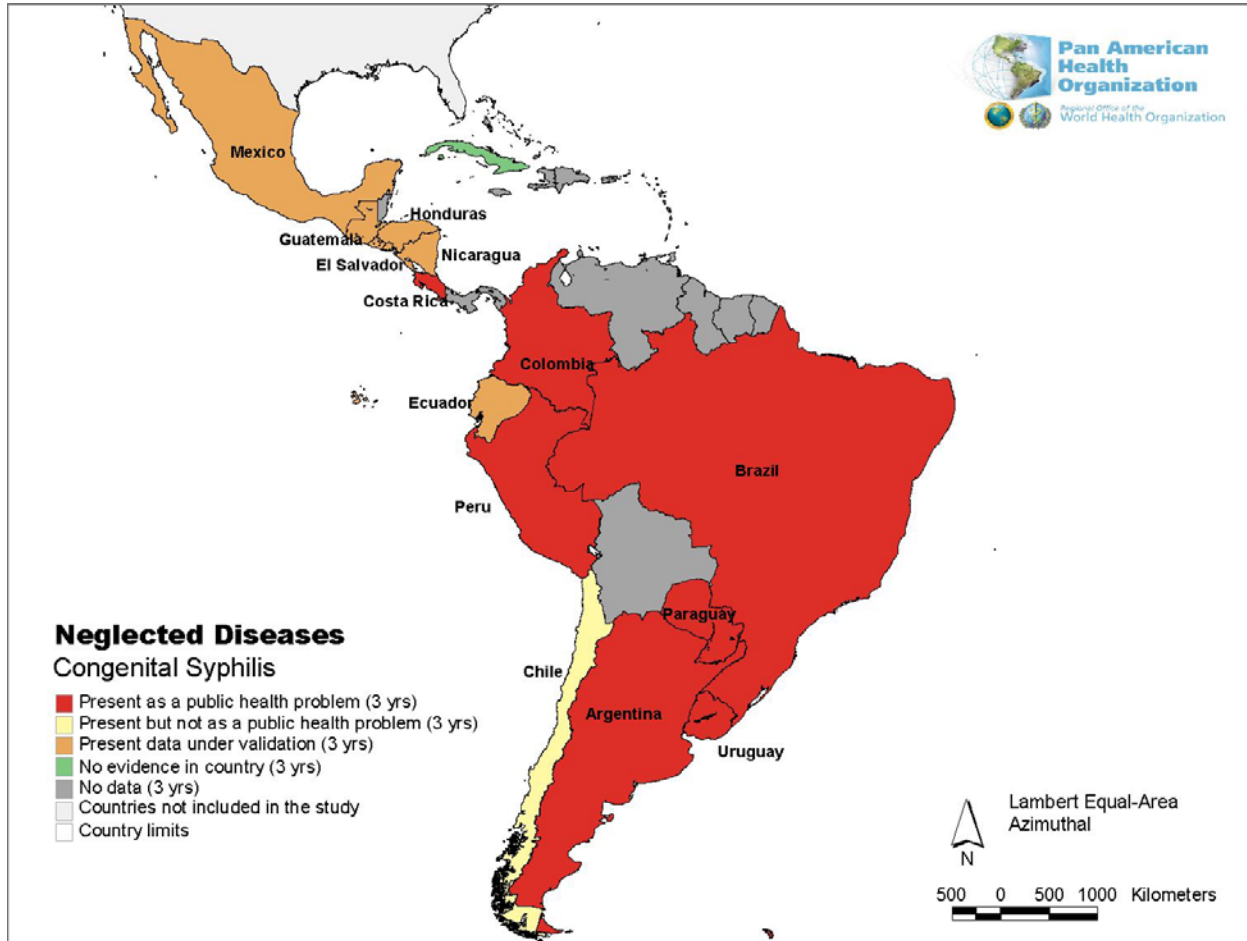 Pan American
Health
Organization
Regional Office of the
World Health Organization
Mexico
Honduras
Guatemala
Nicaragua
El Salvador
Costa Rica
Colombia
Ecuador
Brazil
Peru
Paraguay
Chile
Argentina
Uruguay
Neglected Diseases
Congenital Syphilis
Present as a public health problem (3 yrs)
Present but not as a public health problem (3 yrs)
Present data under validation (3 yrs)
No evidence in country (3 yrs)
No data (3 yrs)
Countries not included in the study
Country limits
Lambert Equal-Area
Azimuthal
N
500 0 500 1000 Kilometers